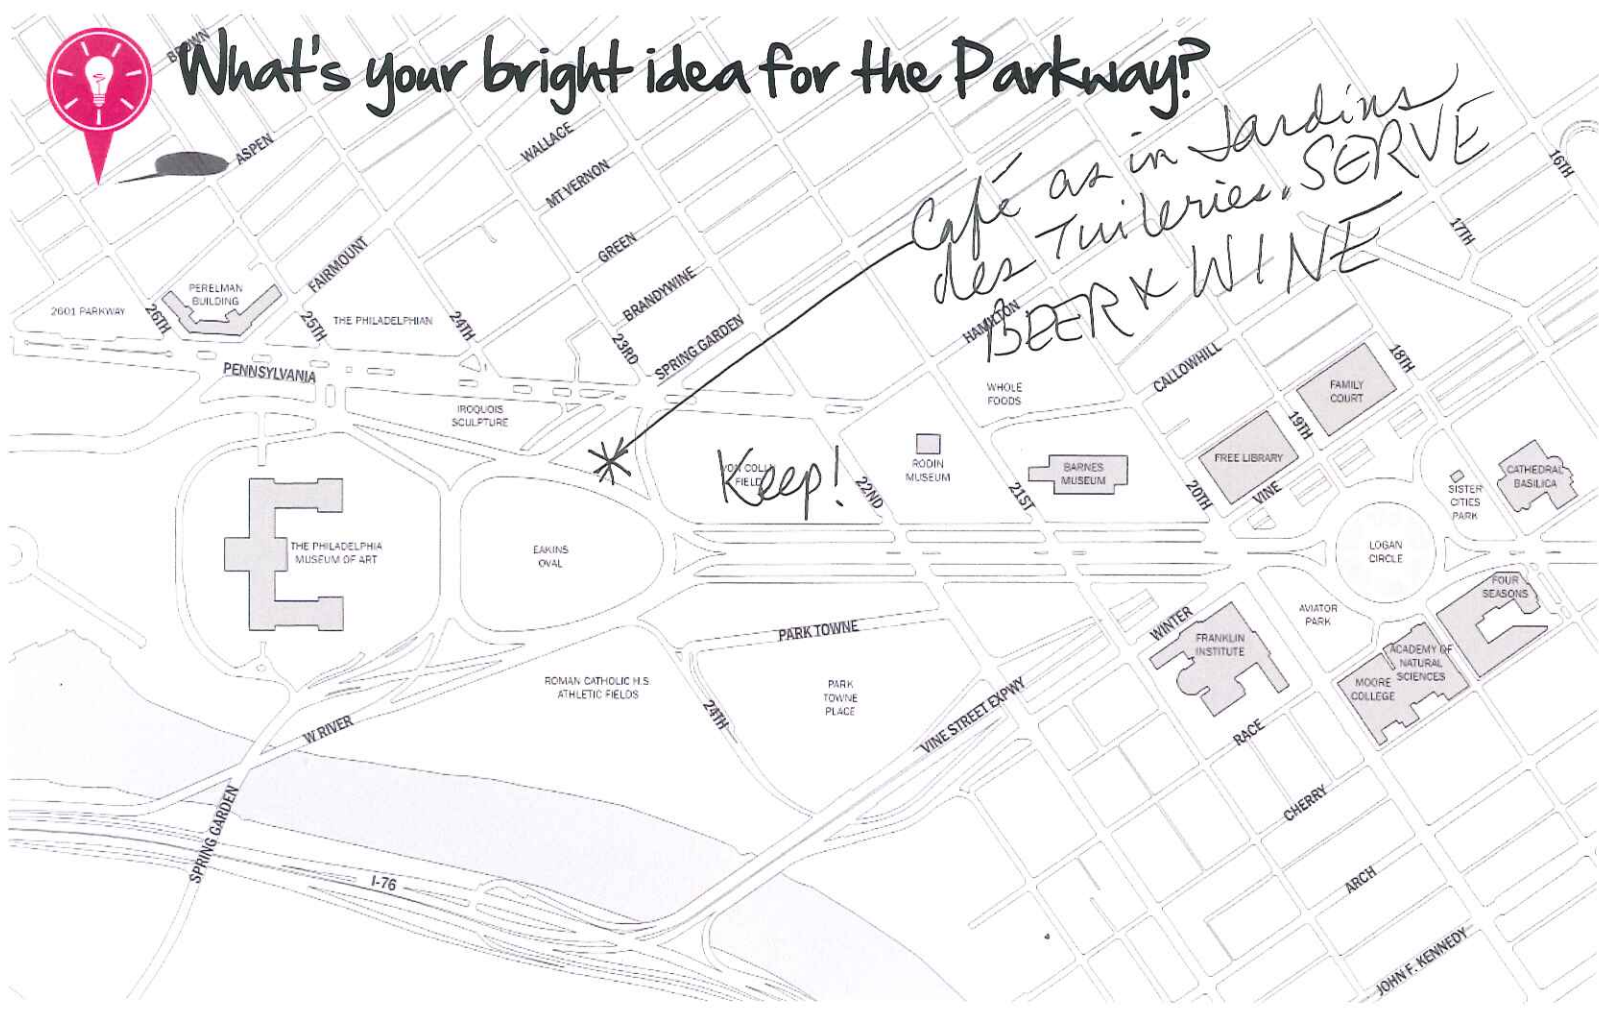 What's your bright idea for the Parkway?
BROWN
ASPEN
WALLACE
MT VERNON
Café as in Jardins
des Tuileries. SERVE
BEER & WINE
16TH
17TH
GREEN
FAIRMOUNT
BRANDYWINE
PERELMAN
BUILDING
2601 PARKWAY
26TH
25TH
THE PHILADELPHIAN
24TH
23RD
SPRING GARDEN
HAMILTON
CALLOWHILL
18TH
PENNSYLVANIA
IROQUOIS
SCULPTURE
WHOLE
FOODS
FAMILY
COURT
19TH
Keep!
FIELD
22ND
RODIN
MUSEUM
21ST
BARNES
MUSEUM
20TH
FREE LIBRARY
VINE
SISTER
CITIES
PARK
CATHEDRAL
BASILICA
THE PHILADELPHIA
MUSEUM OF ART
EAKINS
OVAL
LOGAN
CIRCLE
FOUR
SEASONS
PARK TOWNE
WINTER
AVIATOR
PARK
FRANKLIN
INSTITUTE
ACADEMY OF
NATURAL
SCIENCES
MOORE
COLLEGE
ROMAN CATHOLIC H.S.
ATHLETIC FIELDS
PARK
TOWNE
PLACE
24TH
VINE STREET EXPWY
W RIVER
RACE
CHERRY
SPRING GARDEN
I-76
ARCH
JOHN F. KENNEDY